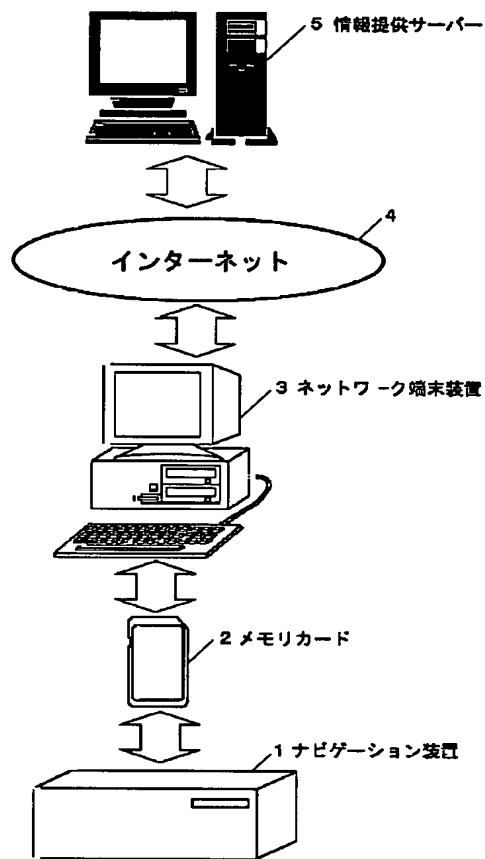 5 情報提供サーバー
4
インターネット
3 ネットワーク端末装置
2 メモリカード
1 ナビゲーション装置